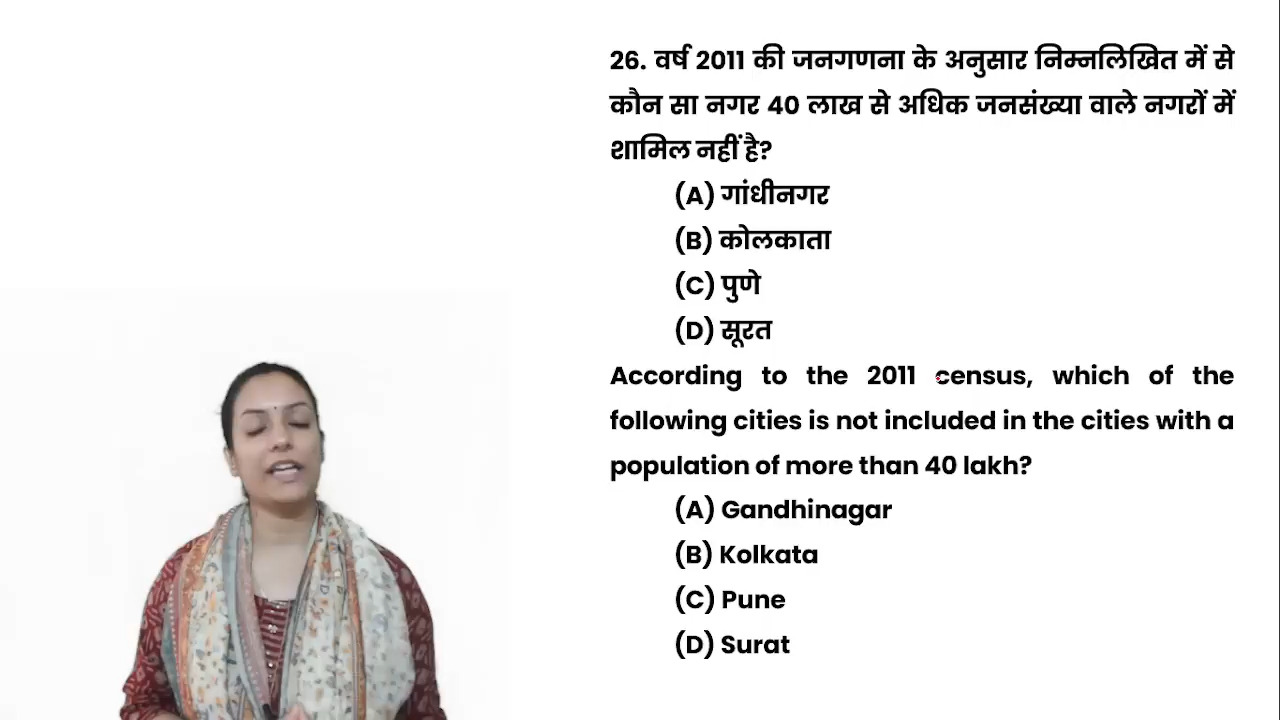 26. वर्ष 2011 की जनगणना के अनुसार निम्नलिखित में से
कौन सा नगर 40 लाख से अधिक जनसंख्या वाले नगरों में
शामिल नहीं है?
(A) गांधीनगर
(B) कोलकाता
(C) पुणे
(D) सूरत
According to the 2011 census, which of the
following cities is not included in the cities with a
population of more than 40 lakh?
(A) Gandhinagar
(B) Kolkata
(C) Pune
(D) Surat